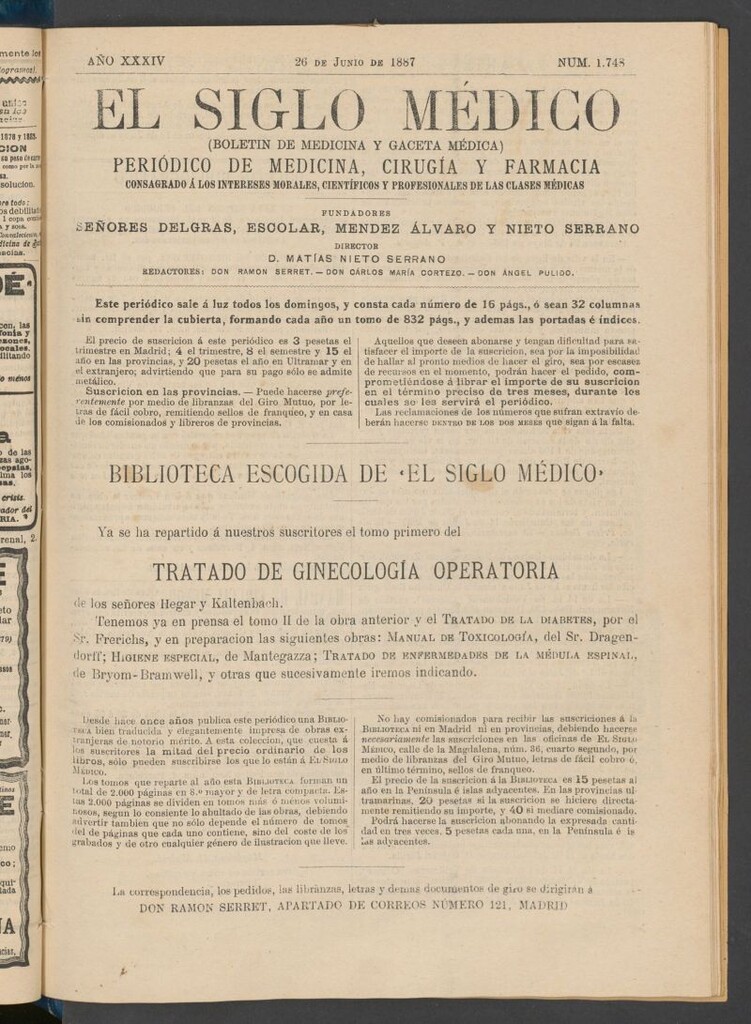 AÑO XXXIV
26 DE JUNIO DE 1887
NUM. 1.748
EL SIGLO MÉDICO
(BOLETIN DE MEDICINA Y GACETA MÉDICA)
PERIÓDICO DE MEDICINA, CIRUGÍA Y FARMACIA
CONSAGRADO Á LOS INTERESES MORALES, CIENTÍFICOS Y PROFESIONALES DE LAS CLASES MÉDICAS
FUNDADORES
SEÑORES DELGRAS, ESCOLAR, MENDEZ ÁLVARO Y NIETO SERRANO
DIRECTOR
D. MATÍAS NIETO SERRANO
REDACTORES: DON RAMON SERRET. — DON CÁRLOS MARÍA CORTEZO. — DON ÁNGEL PULIDO.
Este periódico sale á luz todos los domingos, y consta cada número de 16 págs., ó sean 32 columnas
sin comprender la cubierta, formando cada año un tomo de 832 págs., y ademas las portadas é índices.
El precio de suscricion á este periódico es 3 pesetas el
trimestre en Madrid; 4 el trimestre, 8 el semestre y 15 el
año en las provincias, y 20 pesetas el año en Ultramar y en
el extranjero; advirtiendo que para su pago sólo se admite
metálico.
Suscricion en las provincias. — Puede hacerse prefe-
rentemente por medio de libranzas del Giro Mutuo, por le-
tras de fácil cobro, remitiendo sellos de franqueo, y en casa
de los comisionados y libreros de provincias.
Aquellos que deseen abonarse y tengan dificultad para sa-
tisfacer el importe de la suscricion, sea por la imposibilidad
de hallar al pronto medios de hacer el giro, sea por escasez
de recursos en el momento, podrán hacer el pedido, com-
prometiéndose á librar el importe de su suscricion
en el término preciso de tres meses, durante los
cuales se les servirá el periódico.
Las reclamaciones de los números que sufran extravío de-
berán hacerse DENTRO DE LOS DOS MESES que sigan á la falta.
BIBLIOTECA ESCOGIDA DE «EL SIGLO MÉDICO»
Ya se ha repartido á nuestros suscritores el tomo primero del
TRATADO DE GINECOLOGÍA OPERATORIA
de los señores Hegar y Kaltenbach.
Tenemos ya en prensa el tomo II de la obra anterior y el TRATADO DE LA DIABETES, por el
Sr. Frerichs, y en preparacion las siguientes obras: MANUAL DE TOXICOLOGÍA, del Sr. Dragen-
dorff; HIGIENE ESPECIAL, de Mantegazza; TRATADO DE ENFERMEDADES DE LA MÉDULA ESPINAL,
de Bryom-Bramwell, y otras que sucesivamente iremos indicando.
Desde hace once años publica este periódico una BIBLIO-
TECA bien traducida y elegantemente impresa de obras ex-
tranjeras de notorio mérito. A esta coleccion, que cuesta á
los suscritores la mitad del precio ordinario de los
libros, sólo pueden suscribirse los que lo están á EL SIGLO
MÉDICO.
Los tomos que reparte al año esta BIBLIOTECA forman un
total de 2.000 páginas en 8.º mayor y de letra compacta. Es-
tas 2.000 páginas se dividen en tomos más ó ménos volumi-
nosos, segun lo consiente lo abultado de las obras, debiendo
advertir tambien que no sólo depende el número de tomos
del de páginas que cada uno contiene, sino del coste de los
grabados y de otro cualquier género de ilustracion que lleve.
No hay comisionados para recibir las suscriciones á la
BIBLIOTECA ni en Madrid ni en provincias, debiendo hacerse
necesariamente las suscriciones en las oficinas de EL SIGLO
MÉDICO, calle de la Magdalena, núm. 36, cuarto segundo, por
medio de libranzas del Giro Mutuo, letras de fácil cobro ó,
en último término, sellos de franqueo.
El precio de la suscricion á la BIBLIOTECA es 15 pesetas al
año en la Península é islas adyacentes. En las provincias ul-
tramarinas, 20 pesetas si la suscricion se hiciere directa-
mente remitiendo su importe, y 40 si mediare comisionado.
Podrá hacerse la suscricion abonando la expresada canti-
dad en tres veces, 5 pesetas cada una, en la Península é is
las adyacentes.
La correspondencia, los pedidos, las libranzas, letras y demas documentos de giro se dirigirán á
DON RAMON SERRET, APARTADO DE CORREOS NÚMERO 121, MADRID